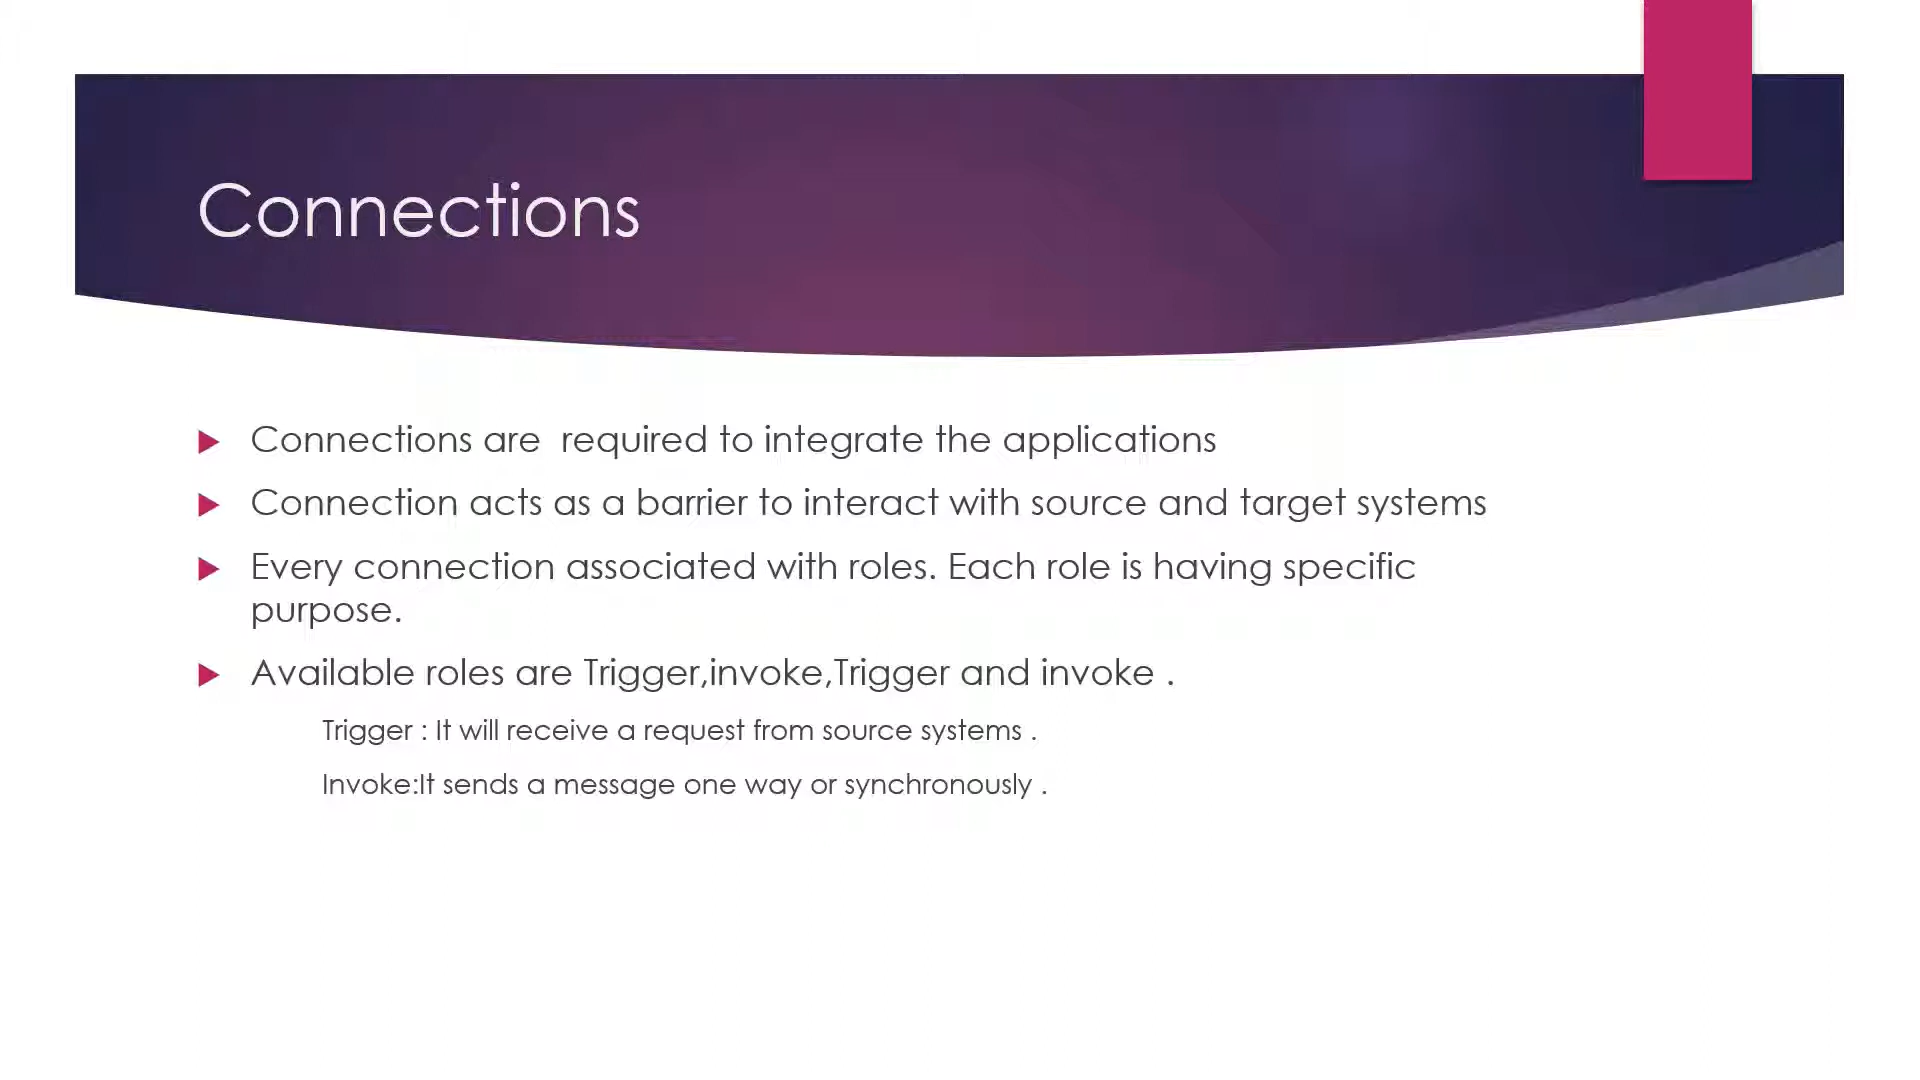 Connections
Connections are  required to integrate the applications
Connection acts as a barrier to interact with source and target systems
Every connection associated with roles. Each role is having specific
purpose.
Available roles are Trigger,invoke,Trigger and invoke .
Trigger : It will receive a request from source systems .
Invoke:It sends a message one way or synchronously .